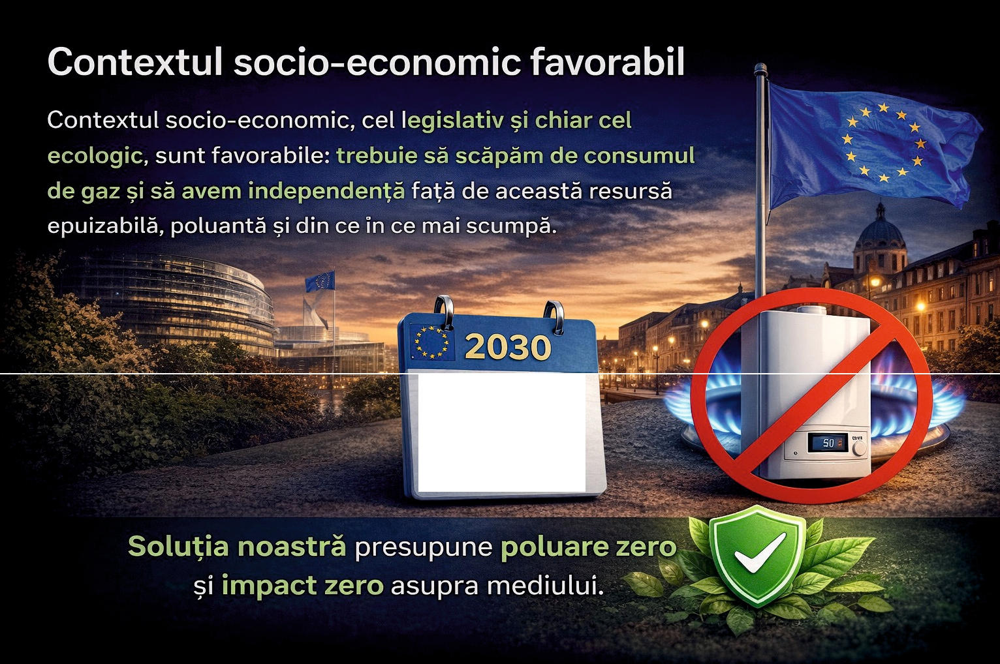 Contextul socio-economic favorabil
Contextul socio-economic, cel legislativ și chiar cel
ecologic, sunt favorabile: trebuie să scăpăm de consumul
de gaz și să avem independență față de această resursă
epuizabilă, poluantă și din ce în ce mai scumpă.
2030
50
Soluția noastră presupune poluare zero
și impact zero asupra mediului.